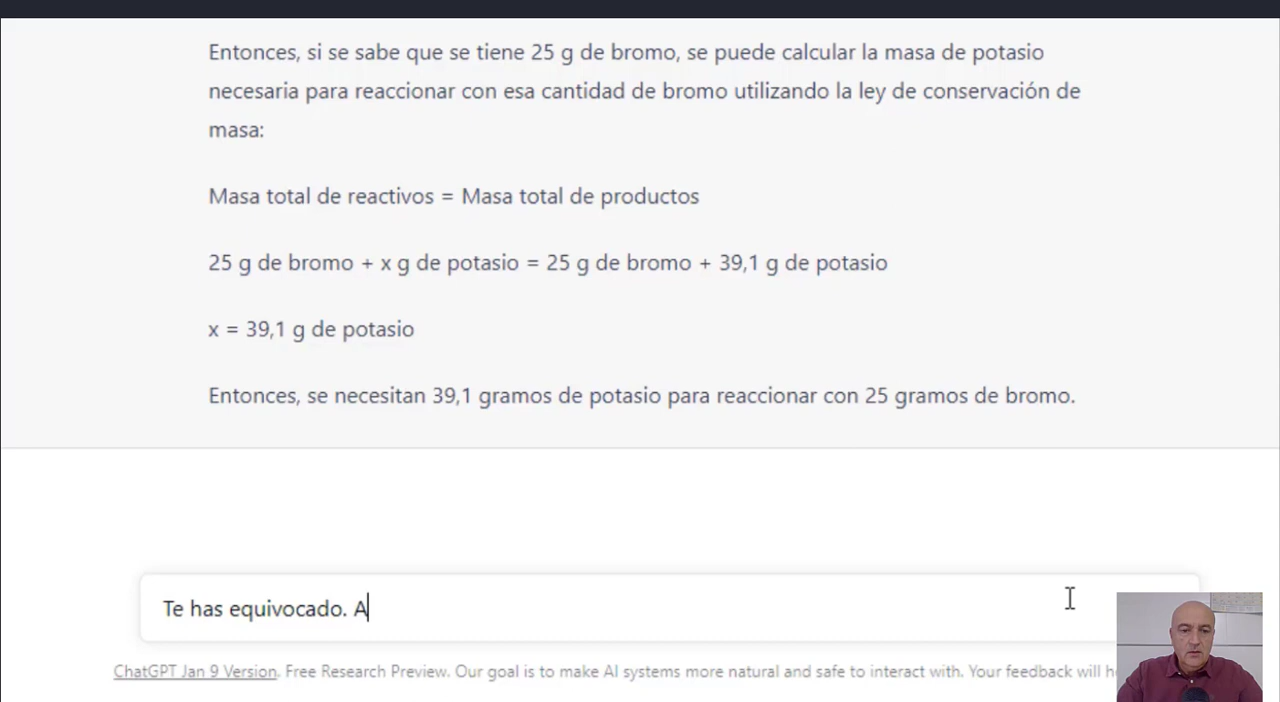 Entonces, si se sabe que se tiene 25 g de bromo, se puede calcular la masa de potasio
necesaria para reaccionar con esa cantidad de bromo utilizando la ley de conservación de
masa:
Masa total de reactivos = Masa total de productos
25 g de bromo + x g de potasio = 25 g de bromo + 39,1 g de potasio
x = 39,1 g de potasio
Entonces, se necesitan 39,1 gramos de potasio para reaccionar con 25 gramos de bromo.
Te has equivocado. A
ChatGPT Jan 9 Version. Free Research Preview. Our goal is to make AI systems more natural and safe to interact with. Your feedback will